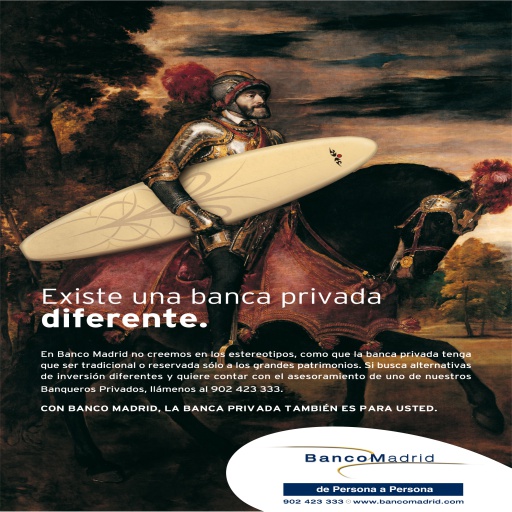 Existe una banca privada
diferente.
En Banco Madrid no creemos en los estereotipos, como que la banca privada tenga
que ser tradicional o reservada sólo a los grandes patrimonios. Si busca alternativas
de inversión diferentes y quiere contar con el asesoramiento de uno de nuestros
Banqueros Privados, llámenos al 902 423 333.
CON BANCO MADRID, LA BANCA PRIVADA TAMBIÉN ES PARA USTED.
BancoMadrid
de Persona a Persona
902 423 333 www.bancomadrid.com